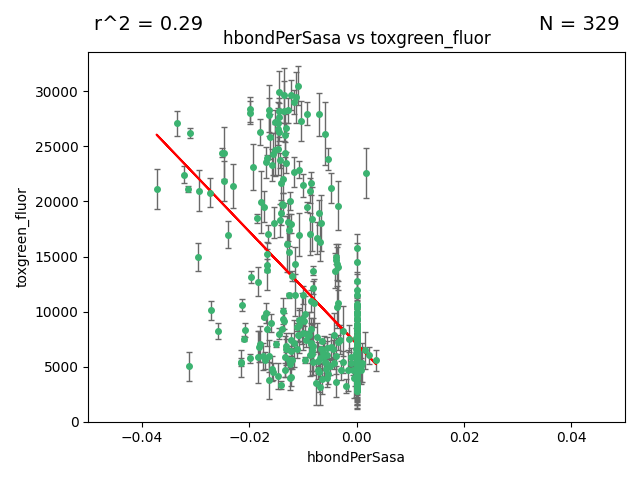 r^2 = 0.29
N = 329
hbondPerSasa vs toxgreen_fluor
30000
25000
20000
15000
10000
5000
0
toxgreen_fluor
−0.04
−0.02
0.00
0.02
0.04
hbondPerSasa